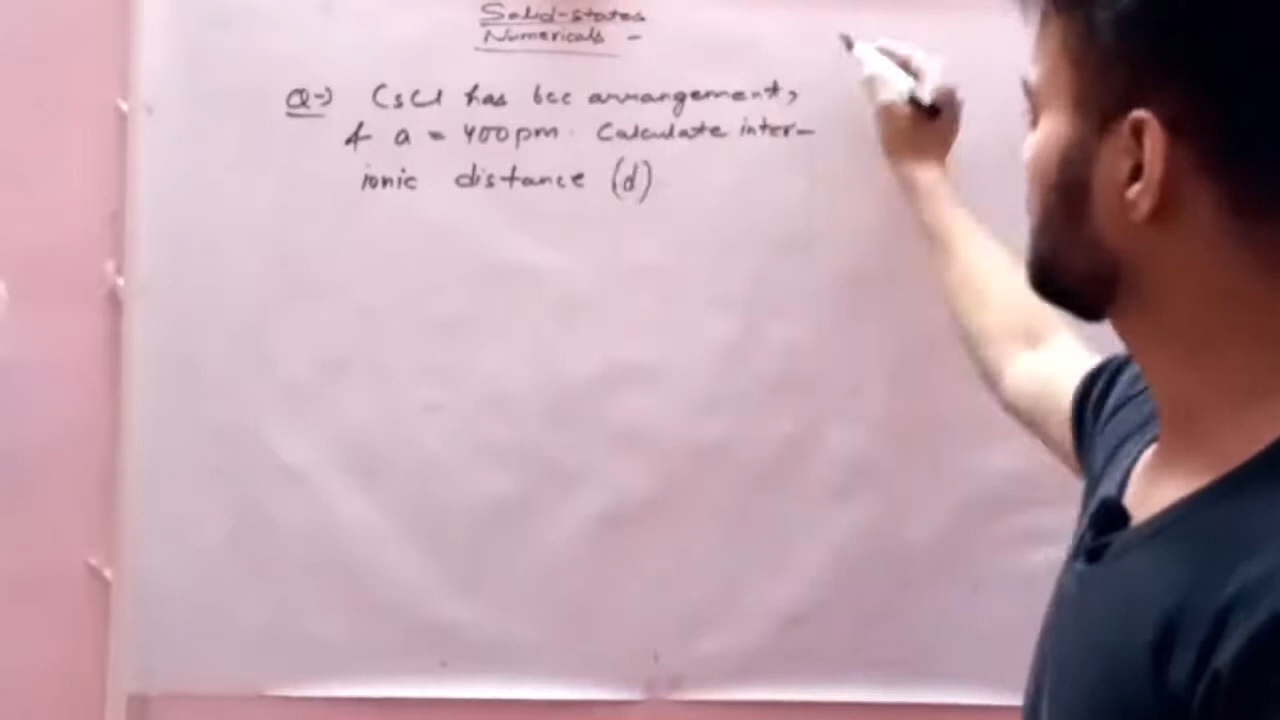 Solid-states
Numericals -
Q→ CsCl has bcc arrangement,
& a = 400pm. Calculate inter-
ionic distance (d)